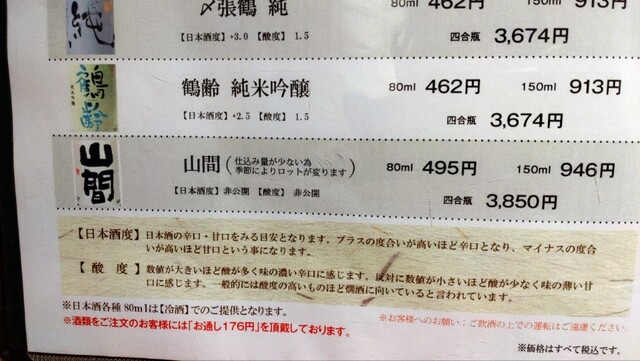 純
〆張鶴 純
80ml 462円 150ml 913円
【日本酒度】+3.0 【酸度】 1.5
四合瓶 3,674円
鶴齢
鶴齢 純米吟醸
80ml 462円 150ml 913円
【日本酒度】+2.5 【酸度】 1.5
四合瓶 3,674円
山間
山間(仕込み量が少ない為
季節によりロットが変ります)
80ml 495円 150ml 946円
【日本酒度】非公開 【酸度】 非公開
四合瓶 3,850円
【日本酒度】日本酒の辛口・甘口をみる目安となります。プラスの度合いが高いほど辛口となり、マイナスの度合
いが高いほど甘口という事になります。
【 酸 度 】数値が大きいほど酸が多く味の濃い辛口に感じます。反対に数値が小さいほど酸が少なく味の薄い甘
口に感じます。一般的には酸度の高いものほど燗酒に向いていると言われています。
※日本酒各種80mlは【冷酒】でのご提供となります。
※お客様へのお願い:ご飲酒の上での運転はご遠慮ください。
※酒類をご注文のお客様には「お通し176円」を頂戴しております。
※価格はすべて税込です。